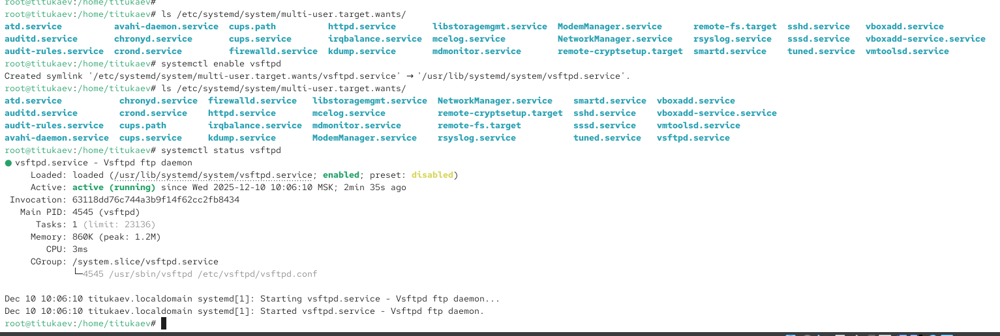 root@titukaev:/home/titukaev#
root@titukaev:/home/titukaev# ls /etc/systemd/system/multi-user.target.wants/
atd.service avahi-daemon.service cups.path httpd.service libstoragemgmt.service ModemManager.service remote-fs.target sshd.service vboxadd.service
auditd.service chronyd.service cups.service irqbalance.service mcelog.service NetworkManager.service rsyslog.service sssd.service vboxadd-service.service
audit-rules.service crond.service firewalld.service kdump.service mdmonitor.service remote-cryptsetup.target smartd.service tuned.service vmtoolsd.service
root@titukaev:/home/titukaev# systemctl enable vsftpd
Created symlink '/etc/systemd/system/multi-user.target.wants/vsftpd.service' → '/usr/lib/systemd/system/vsftpd.service'.
root@titukaev:/home/titukaev# ls /etc/systemd/system/multi-user.target.wants/
atd.service chronyd.service firewalld.service libstoragemgmt.service NetworkManager.service smartd.service vboxadd.service
auditd.service crond.service httpd.service mcelog.service remote-cryptsetup.target sshd.service vboxadd-service.service
audit-rules.service cups.path irqbalance.service mdmonitor.service remote-fs.target sssd.service vmtoolsd.service
avahi-daemon.service cups.service kdump.service ModemManager.service rsyslog.service tuned.service vsftpd.service
root@titukaev:/home/titukaev# systemctl status vsftpd
● vsftpd.service - Vsftpd ftp daemon
Loaded: loaded (/usr/lib/systemd/system/vsftpd.service; enabled; preset: disabled)
Active: active (running) since Wed 2025-12-10 10:06:10 MSK; 2min 35s ago
Invocation: 63118dd76c744a3b9f14f62cc2fb8434
Main PID: 4545 (vsftpd)
Tasks: 1 (limit: 23136)
Memory: 860K (peak: 1.2M)
CPU: 3ms
CGroup: /system.slice/vsftpd.service
└─4545 /usr/sbin/vsftpd /etc/vsftpd/vsftpd.conf
Dec 10 10:06:10 titukaev.localdomain systemd[1]: Starting vsftpd.service - Vsftpd ftp daemon...
Dec 10 10:06:10 titukaev.localdomain systemd[1]: Started vsftpd.service - Vsftpd ftp daemon.
root@titukaev:/home/titukaev#